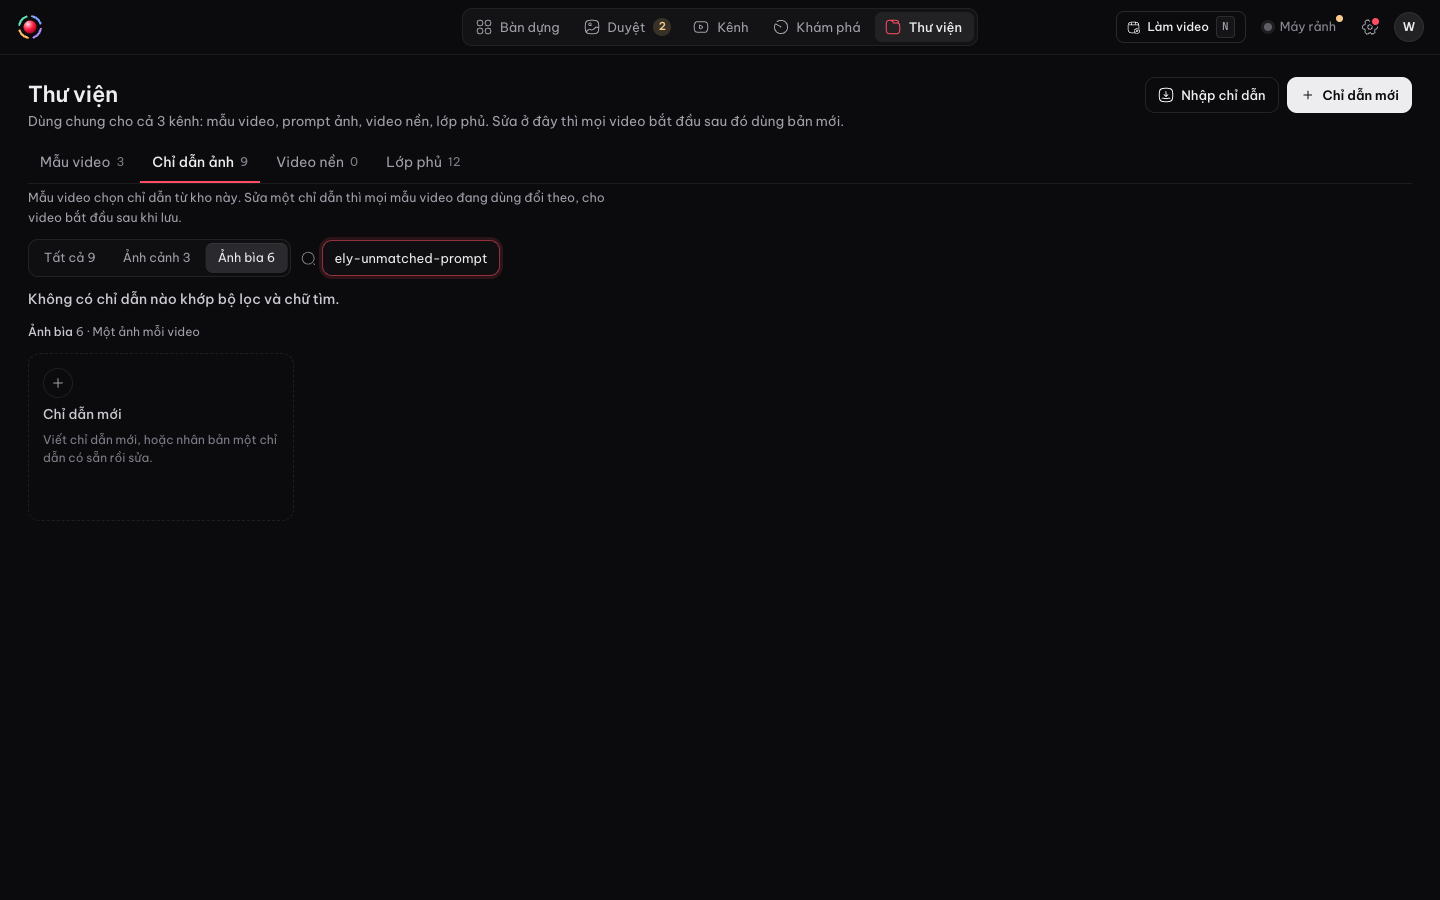 Bàn dựng
Duyệt 2
Kênh
Khám phá
Thư viện
Làm video N
Máy rảnh
W
Thư viện
Dùng chung cho cả 3 kênh: mẫu video, prompt ảnh, video nền, lớp phủ. Sửa ở đây thì mọi video bắt đầu sau đó dùng bản mới.
Nhập chỉ dẫn
Chỉ dẫn mới
Mẫu video 3
Chỉ dẫn ảnh 9
Video nền 0
Lớp phủ 12
Mẫu video chọn chỉ dẫn từ kho này. Sửa một chỉ dẫn thì mọi mẫu video đang dùng đổi theo, cho
video bắt đầu sau khi lưu.
Tất cả 9
Ảnh cảnh 3
Ảnh bìa 6
ely-unmatched-prompt
Không có chỉ dẫn nào khớp bộ lọc và chữ tìm.
Ảnh bìa 6 · Một ảnh mỗi video
Chỉ dẫn mới
Viết chỉ dẫn mới, hoặc nhân bản một chỉ
dẫn có sẵn rồi sửa.